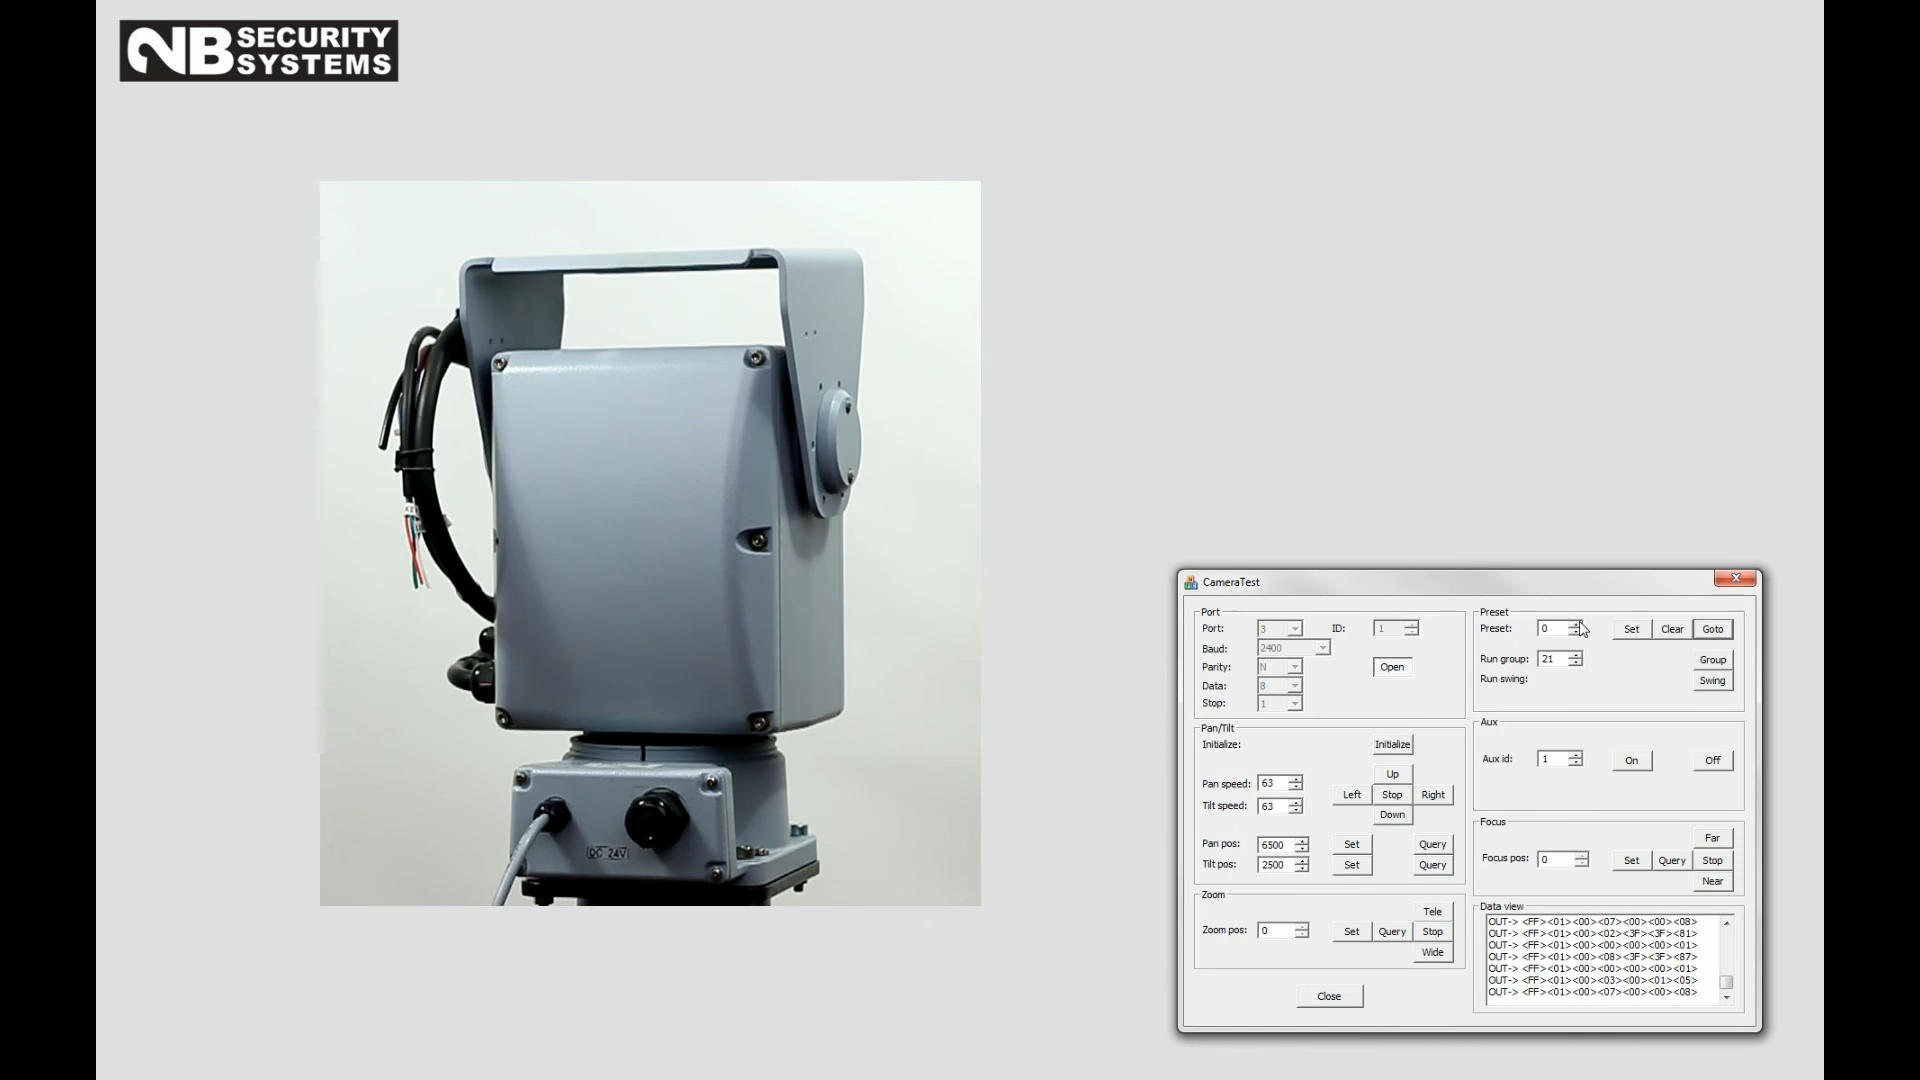 2NB SECURITY
SYSTEMS
DC 24V
CameraTest
Port
Port: 3 ID: 1
Baud: 2400
Parity: N Open
Data: 8
Stop: 1
Pan/Tilt
Initialize: Initialize
Up
Pan speed: 63
Left Stop Right
Tilt speed: 63
Down
Pan pos: 6500 Set Query
Tilt pos: 2500 Set Query
Zoom
Tele
Zoom pos: 0 Set Query Stop
Wide
Close
Preset
Preset: 0 Set Clear Goto
Run group: 21 Group
Run swing: Swing
Aux
Aux id: 1 On Off
Focus
Far
Focus pos: 0 Set Query Stop
Near
Data view
OUT-> <FF><01><00><07><00><00><08>
OUT-> <FF><01><00><02><3F><3F><81>
OUT-> <FF><01><00><00><00><00><01>
OUT-> <FF><01><00><08><3F><3F><87>
OUT-> <FF><01><00><00><00><00><01>
OUT-> <FF><01><00><03><00><01><05>
OUT-> <FF><01><00><07><00><00><08>